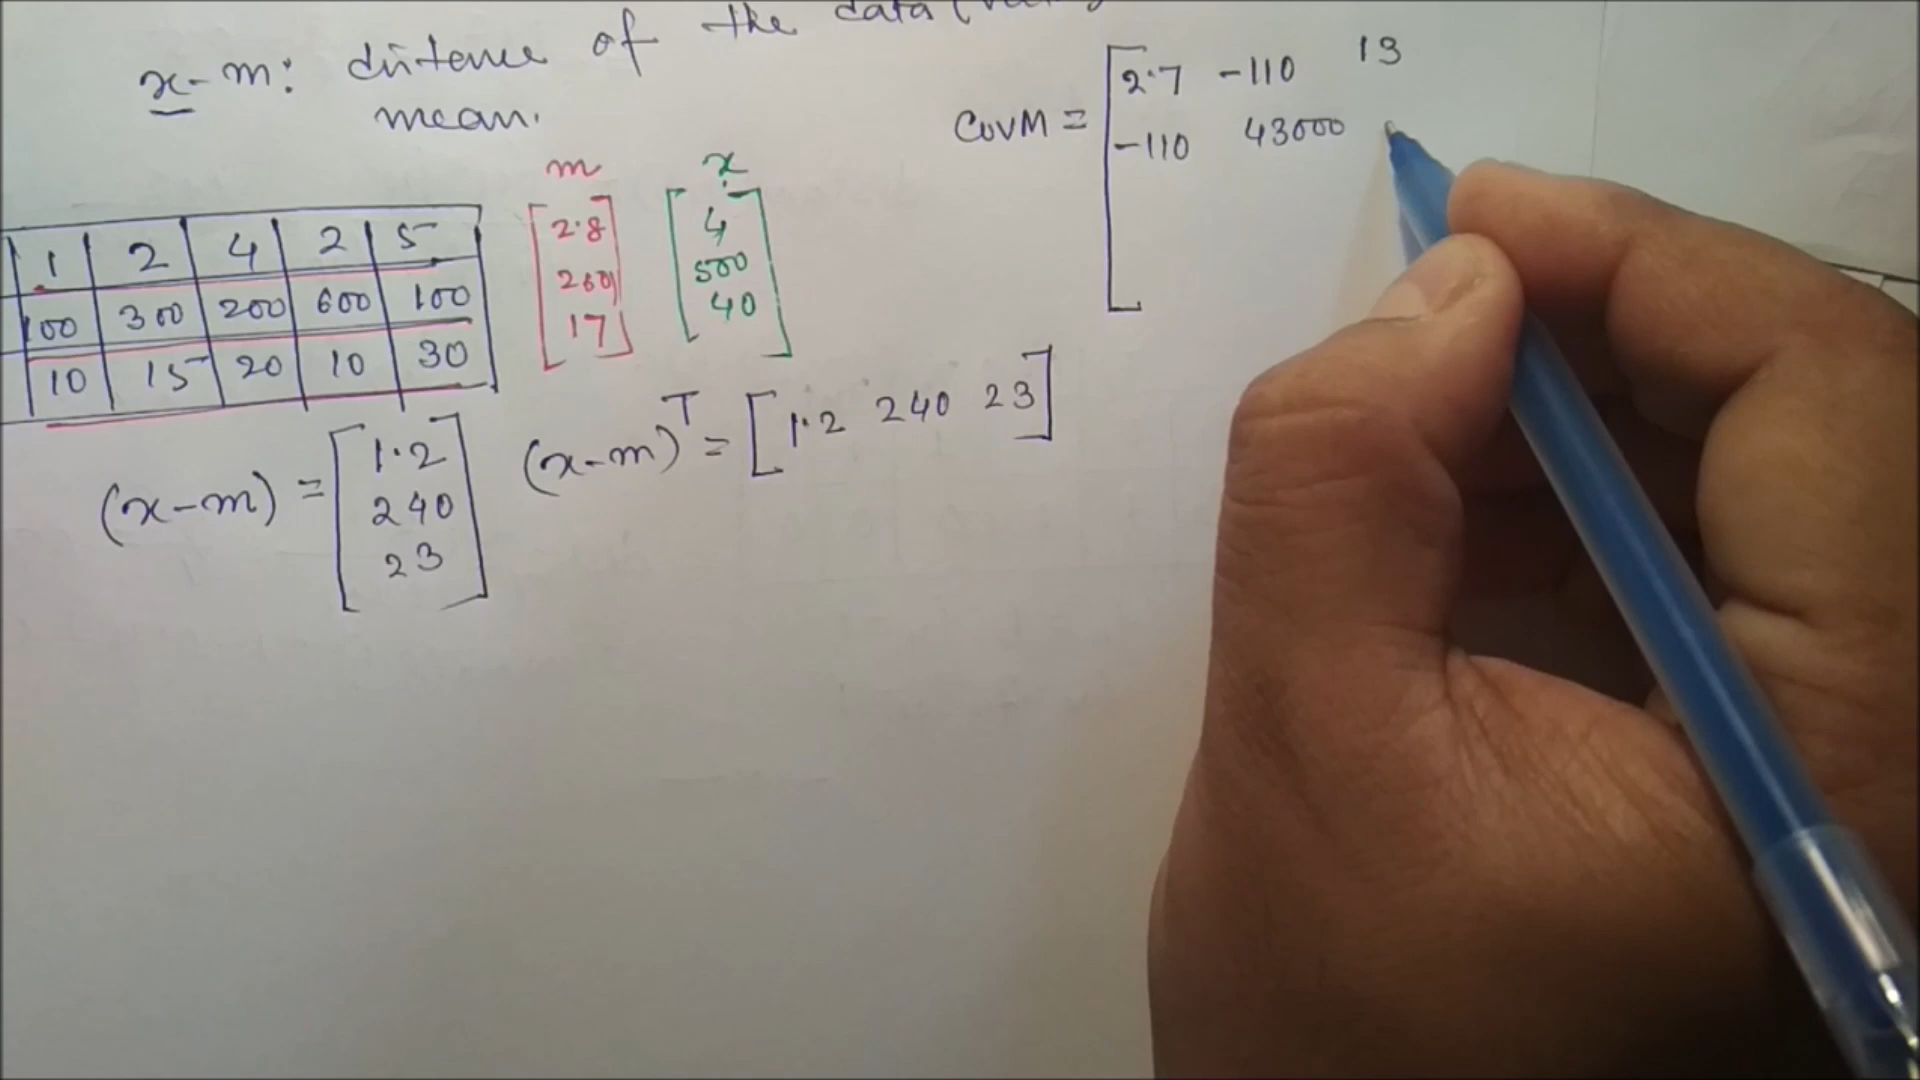 of the data
x-m: distence
mean.
CovM = [2.7 -110 13
-110 43000
m x
1 2 4 2 5
100 300 200 600 100
10 15 20 10 30
[2.8 260 17]
[4 500 40]
(x-m) = [1.2 240 23]
(x-m)^T = [1.2 240 23]